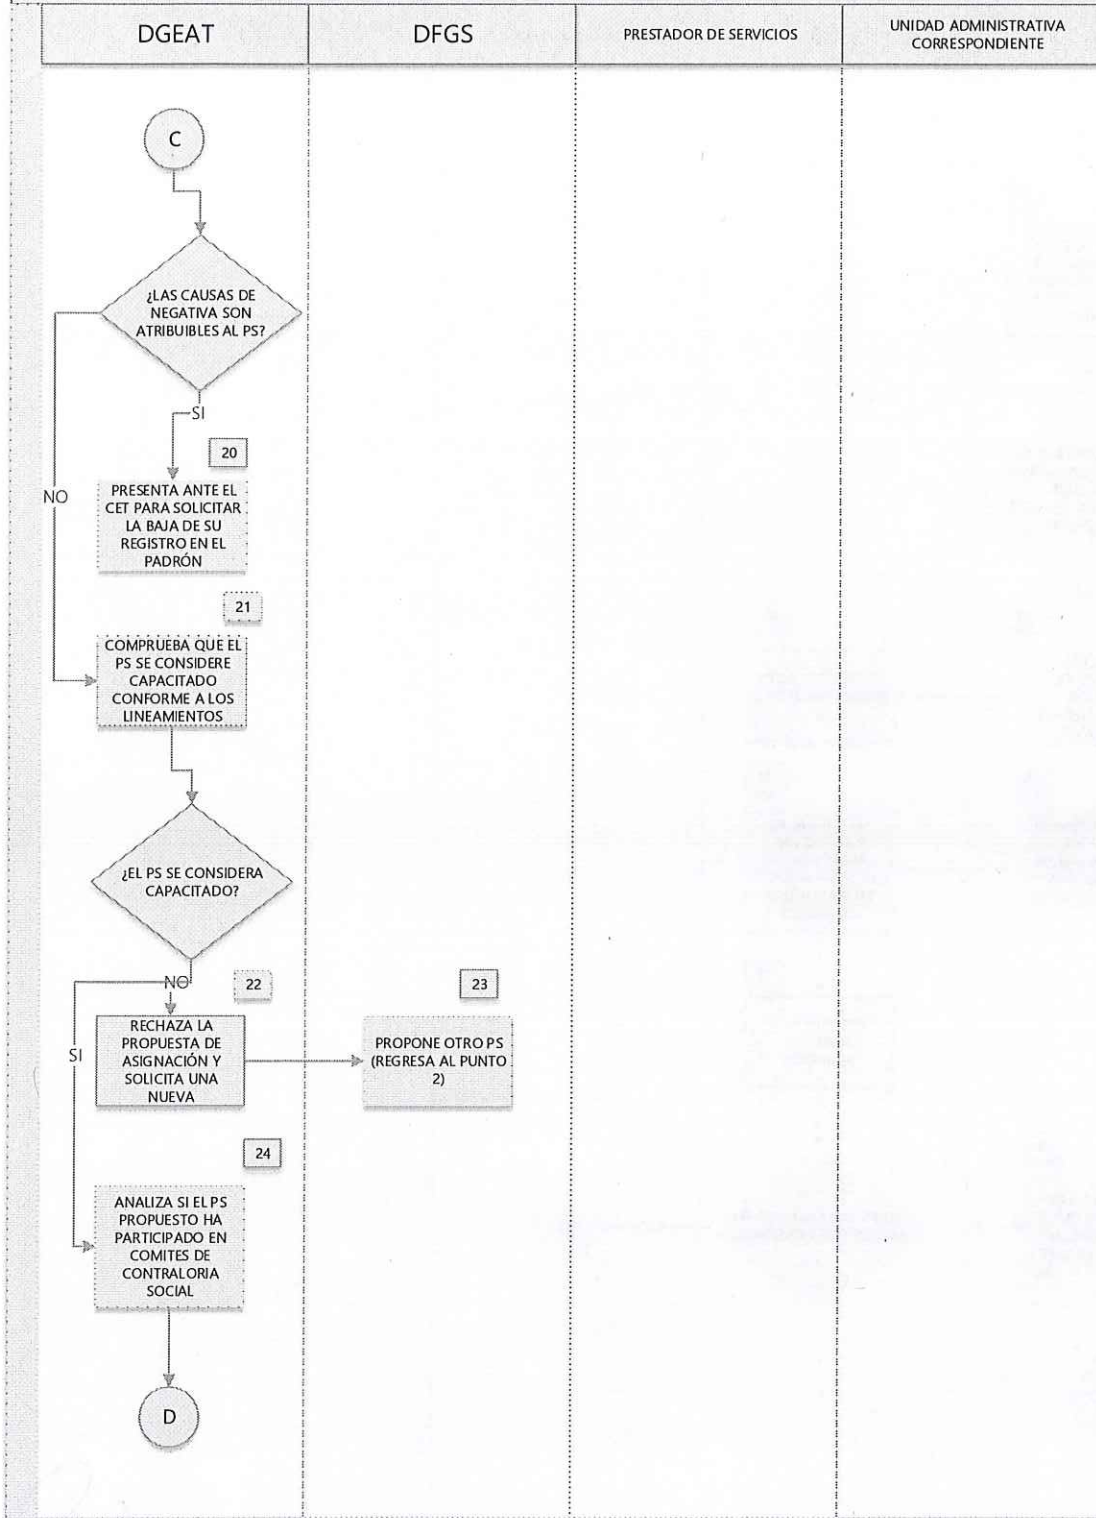 DGEAT
DFGS
PRESTADOR DE SERVICIOS
UNIDAD ADMINISTRATIVA
CORRESPONDIENTE
C
¿LAS CAUSAS DE
NEGATIVA SON
ATRIBUIBLES AL PS?
SI
20
NO
PRESENTA ANTE EL
CET PARA SOLICITAR
LA BAJA DE SU
REGISTRO EN EL
PADRÓN
21
COMPRUEBA QUE EL
PS SE CONSIDERE
CAPACITADO
CONFORME A LOS
LINEAMIENTOS
¿EL PS SE CONSIDERA
CAPACITADO?
NO
22
23
SI
RECHAZA LA
PROPUESTA DE
ASIGNACIÓN Y
SOLICITA UNA
NUEVA
PROPONE OTRO PS
(REGRESA AL PUNTO
2)
24
ANALIZA SI EL PS
PROPUESTO HA
PARTICIPADO EN
COMITES DE
CONTRALORIA
SOCIAL
D